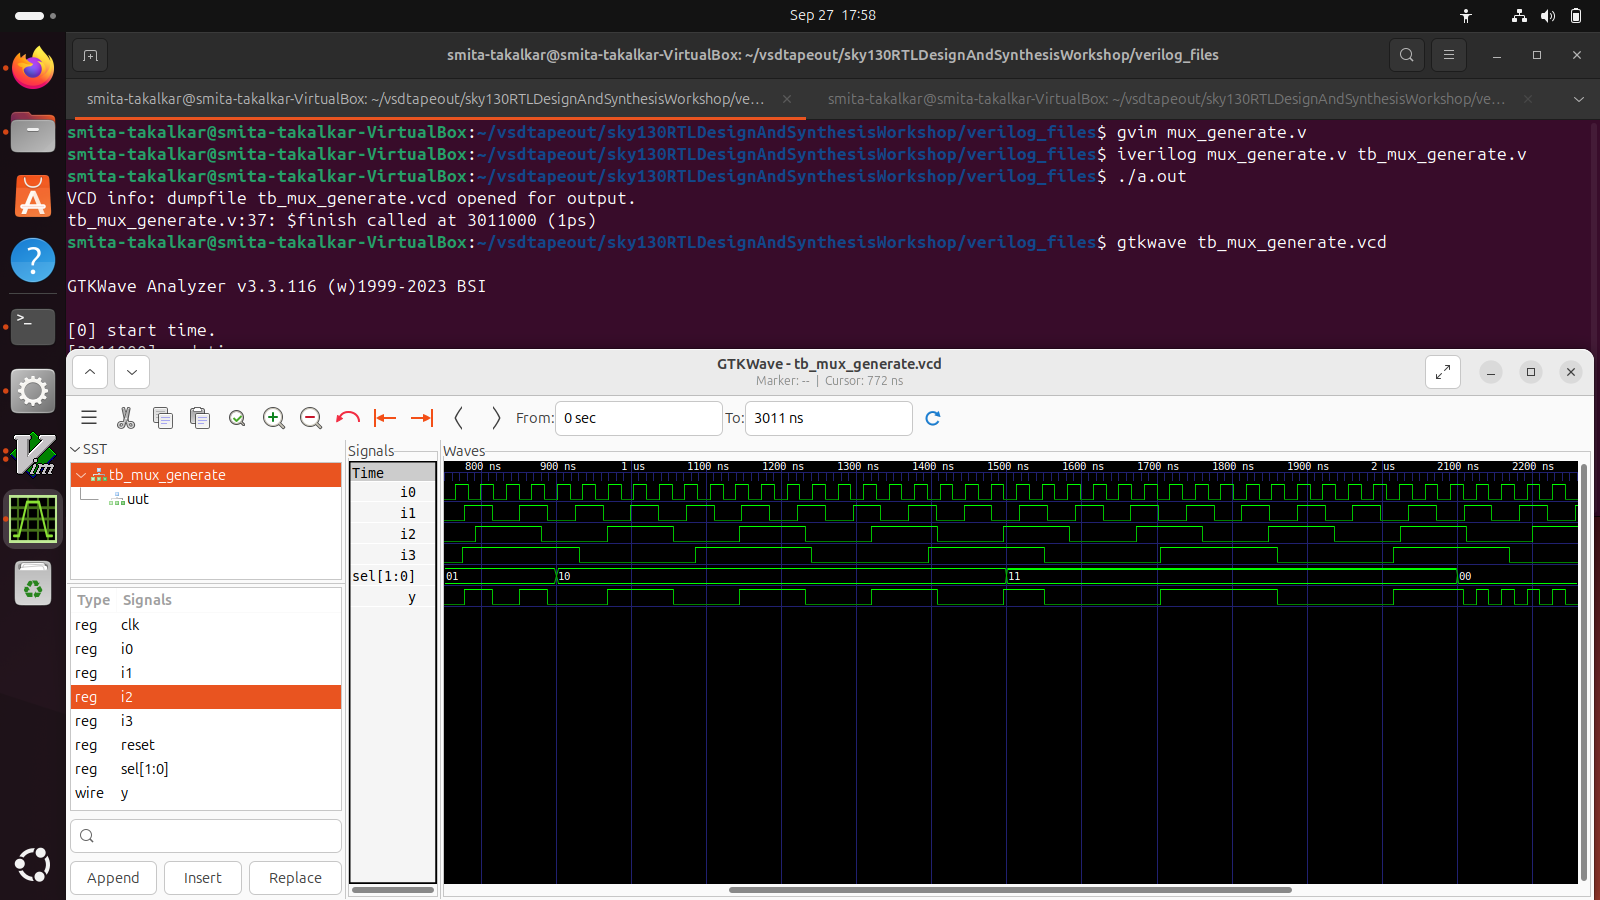 Sep 27 17:58
smita-takalkar@smita-takalkar-VirtualBox: ~/vsdtapeout/sky130RTLDesignAndSynthesisWorkshop/verilog_files
smita-takalkar@smita-takalkar-VirtualBox: ~/vsdtapeout/sky130RTLDesignAndSynthesisWorkshop/ve...
smita-takalkar@smita-takalkar-VirtualBox: ~/vsdtapeout/sky130RTLDesignAndSynthesisWorkshop/ve...
smita-takalkar@smita-takalkar-VirtualBox:~/vsdtapeout/sky130RTLDesignAndSynthesisWorkshop/verilog_files$ gvim mux_generate.v
smita-takalkar@smita-takalkar-VirtualBox:~/vsdtapeout/sky130RTLDesignAndSynthesisWorkshop/verilog_files$ iverilog mux_generate.v tb_mux_generate.v
smita-takalkar@smita-takalkar-VirtualBox:~/vsdtapeout/sky130RTLDesignAndSynthesisWorkshop/verilog_files$ ./a.out
VCD info: dumpfile tb_mux_generate.vcd opened for output.
tb_mux_generate.v:37: $finish called at 3011000 (1ps)
smita-takalkar@smita-takalkar-VirtualBox:~/vsdtapeout/sky130RTLDesignAndSynthesisWorkshop/verilog_files$ gtkwave tb_mux_generate.vcd
GTKWave Analyzer v3.3.116 (w)1999-2023 BSI
[0] start time.
GTKWave - tb_mux_generate.vcd
Marker: -- | Cursor: 772 ns
From: 0 sec To: 3011 ns
SST
tb_mux_generate
uut
Type Signals
reg clk
reg i0
reg i1
reg i2
reg i3
reg reset
reg sel[1:0]
wire y
Append Insert Replace
Signals
Time
i0
i1
i2
i3
sel[1:0]
y
Waves
800 ns 900 ns 1 us 1100 ns 1200 ns 1300 ns 1400 ns 1500 ns 1600 ns 1700 ns 1800 ns 1900 ns 2 us 2100 ns 2200 ns
01 10 11 00